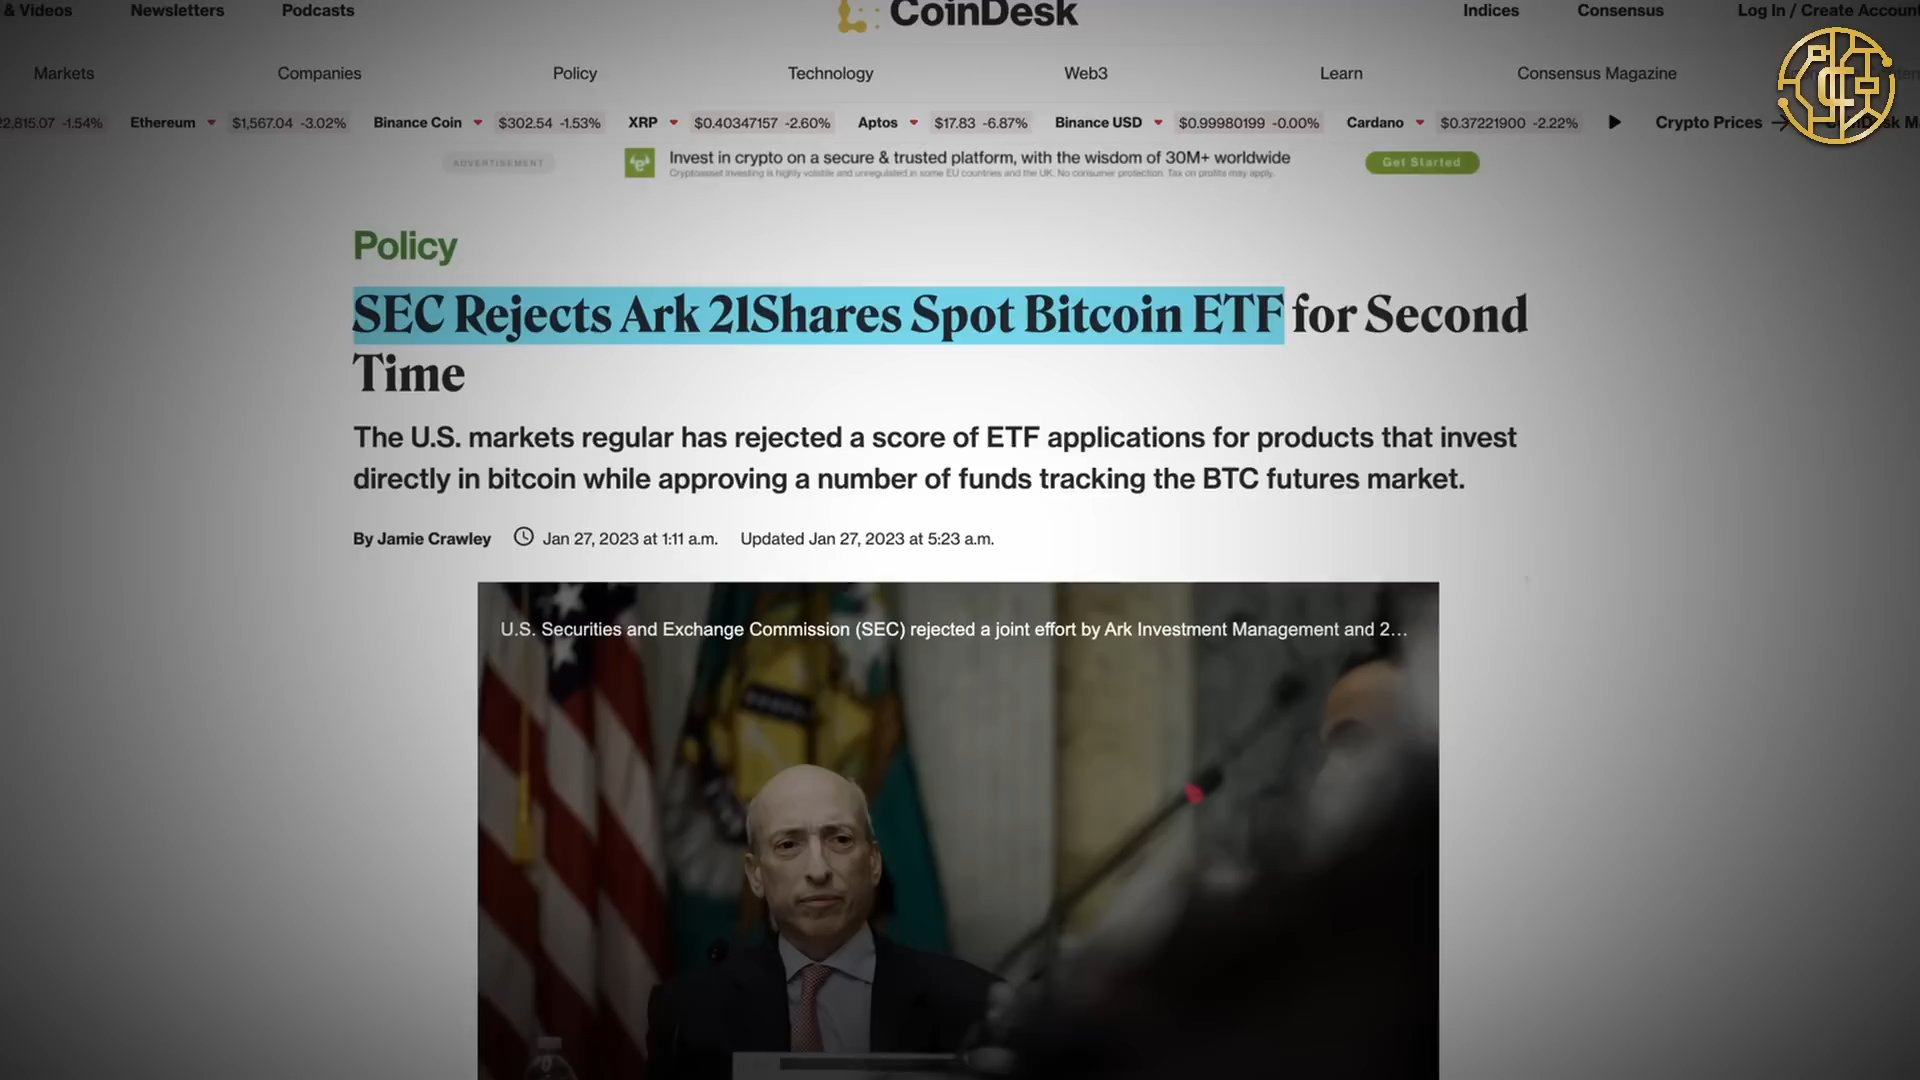 & Videos Newsletters Podcasts CoinDesk Indices Consensus Log In / Create Account
Markets Companies Policy Technology Web3 Learn Consensus Magazine
22,815.07 -1.54% Ethereum $1,567.04 -3.02% Binance Coin $302.54 -1.53% XRP $0.40347157 -2.60% Aptos $17.83 -6.87% Binance USD $0.99980199 -0.00% Cardano $0.37221900 -2.22% Crypto Prices
ADVERTISEMENT Invest in crypto on a secure & trusted platform, with the wisdom of 30M+ worldwide Get Started
Cryptoasset investing is highly volatile and unregulated in some EU countries and the UK. No consumer protection. Tax on profits may apply.
Policy
SEC Rejects Ark 21Shares Spot Bitcoin ETF for Second
Time
The U.S. markets regular has rejected a score of ETF applications for products that invest
directly in bitcoin while approving a number of funds tracking the BTC futures market.
By Jamie Crawley Jan 27, 2023 at 1:11 a.m. Updated Jan 27, 2023 at 5:23 a.m.
U.S. Securities and Exchange Commission (SEC) rejected a joint effort by Ark Investment Management and 2...